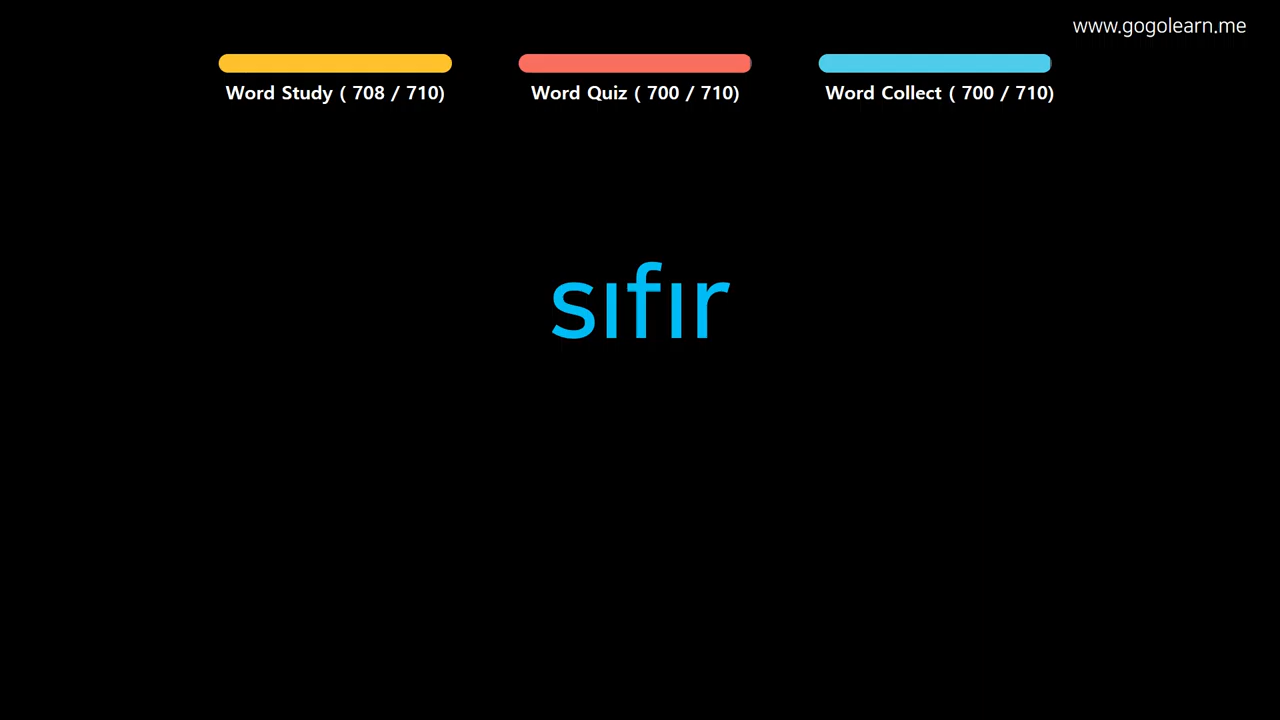 www.gogolearn.me
Word Study ( 708 / 710)
Word Quiz ( 700 / 710)
Word Collect ( 700 / 710)
sıfır